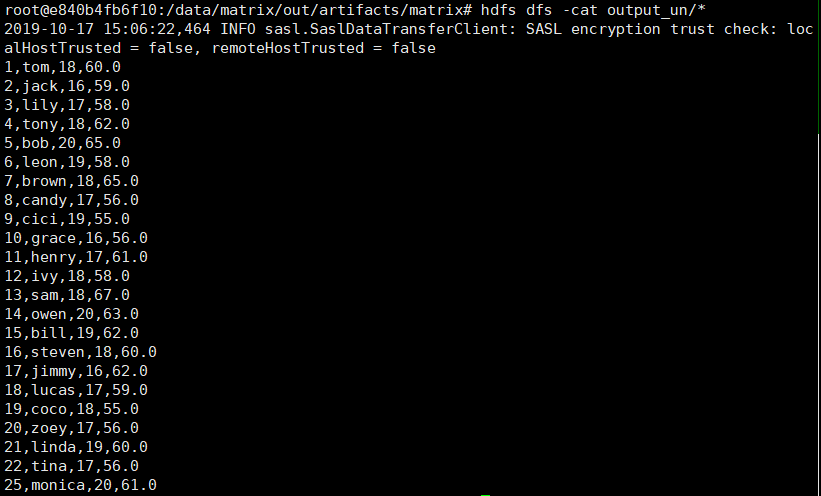 root@e840b4fb6f10:/data/matrix/out/artifacts/matrix# hdfs dfs -cat output_un/*
2019-10-17 15:06:22,464 INFO sasl.SaslDataTransferClient: SASL encryption trust check: loc
alHostTrusted = false, remoteHostTrusted = false
1,tom,18,60.0
2,jack,16,59.0
3,lily,17,58.0
4,tony,18,62.0
5,bob,20,65.0
6,leon,19,58.0
7,brown,18,65.0
8,candy,17,56.0
9,cici,19,55.0
10,grace,16,56.0
11,henry,17,61.0
12,ivy,18,58.0
13,sam,18,67.0
14,owen,20,63.0
15,bill,19,62.0
16,steven,18,60.0
17,jimmy,16,62.0
18,lucas,17,59.0
19,coco,18,55.0
20,zoey,17,56.0
21,linda,19,60.0
22,tina,17,56.0
25,monica,20,61.0